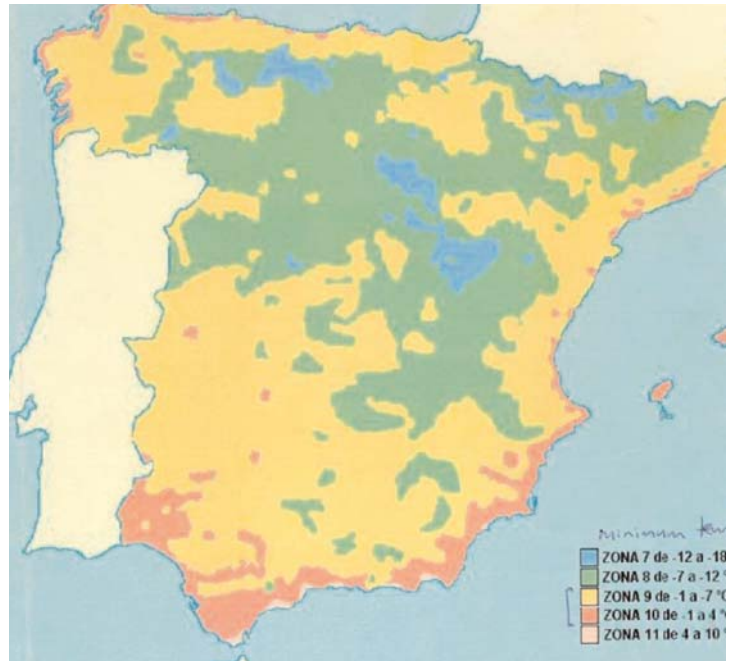 Minimum
ZONA 7 de -12 a -18
ZONA 8 de -7 a -12 °
ZONA 9 de -1 a -7 °C
ZONA 10 de -1 a 4 °
ZONA 11 de 4 a 10 °